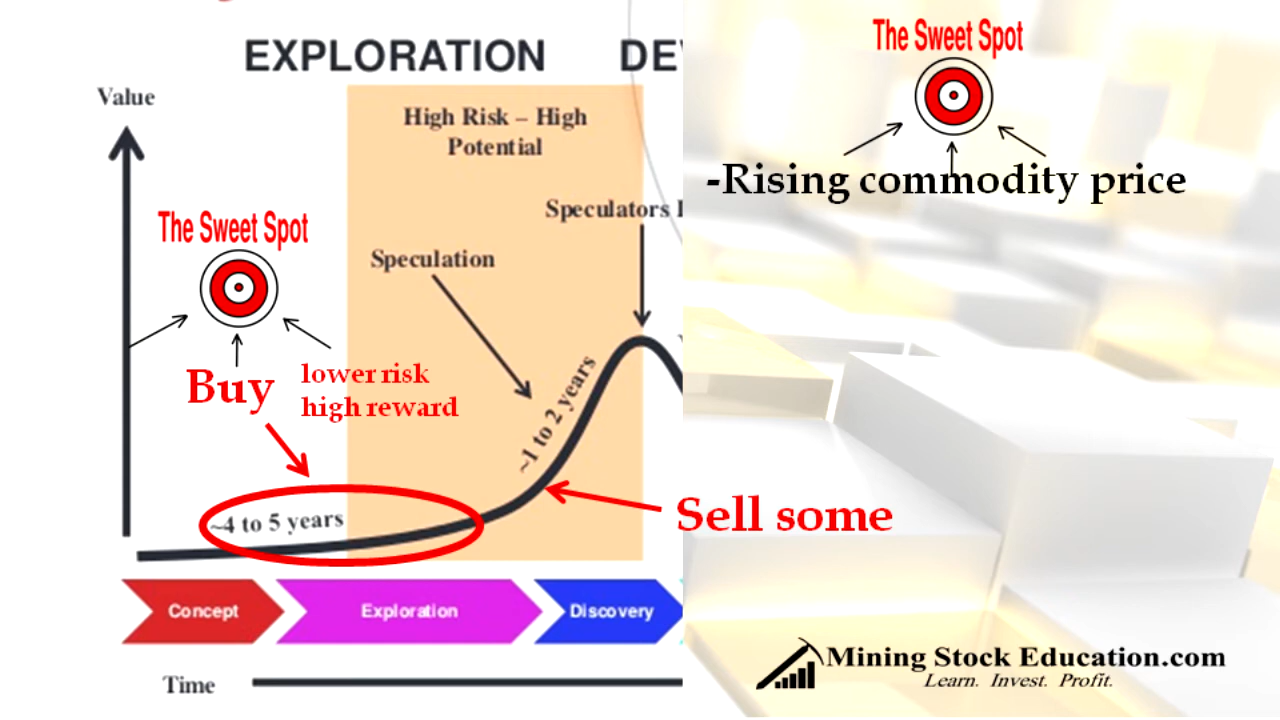 EXPLORATION
Value
High Risk – High
Potential
The Sweet Spot
Speculators
Speculation
Buy
lower risk
high reward
~1 to 2 years
~4 to 5 years
Sell some
Concept
Exploration
Discovery
Time
The Sweet Spot
-Rising commodity price
Mining Stock Education.com
Learn. Invest. Profit.